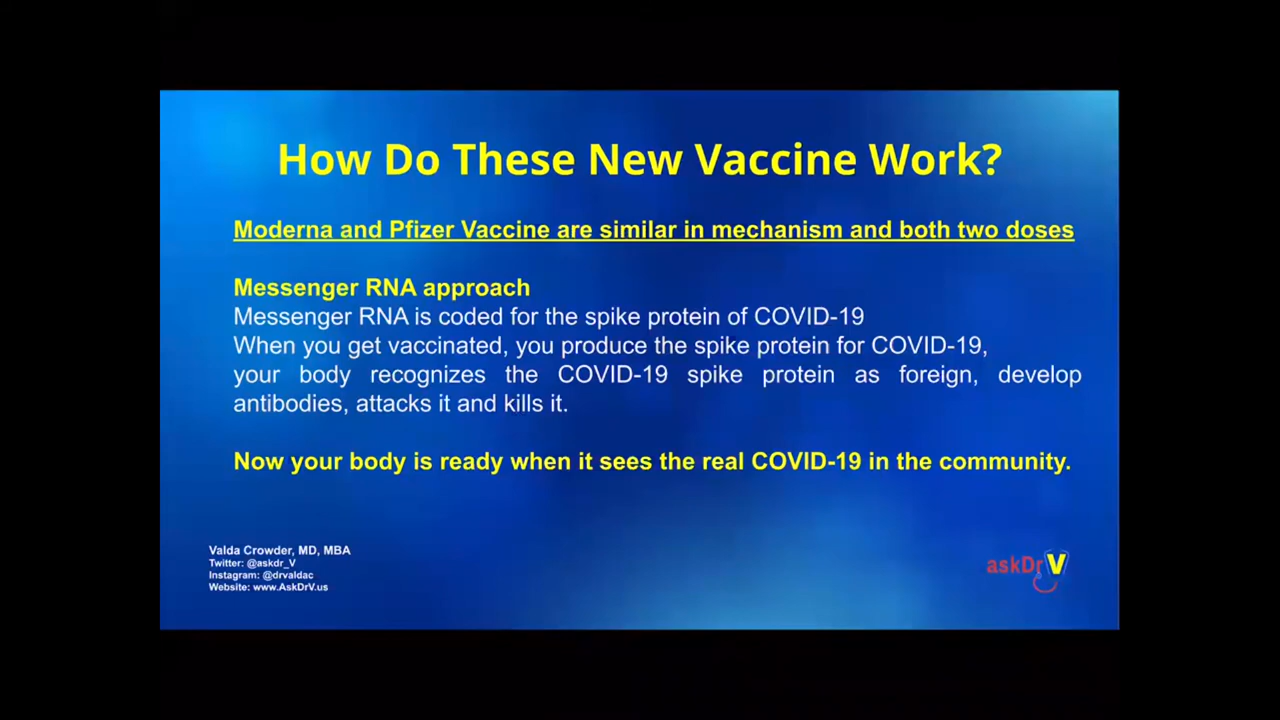 How Do These New Vaccine Work?
Moderna and Pfizer Vaccine are similar in mechanism and both two doses
Messenger RNA approach
Messenger RNA is coded for the spike protein of COVID-19
When you get vaccinated, you produce the spike protein for COVID-19,
your body recognizes the COVID-19 spike protein as foreign, develop
antibodies, attacks it and kills it.
Now your body is ready when it sees the real COVID-19 in the community.
Valda Crowder, MD, MBA
Twitter: @askdr_V
Instagram: @drvaldac
Website: www.AskDrV.us
askDrV